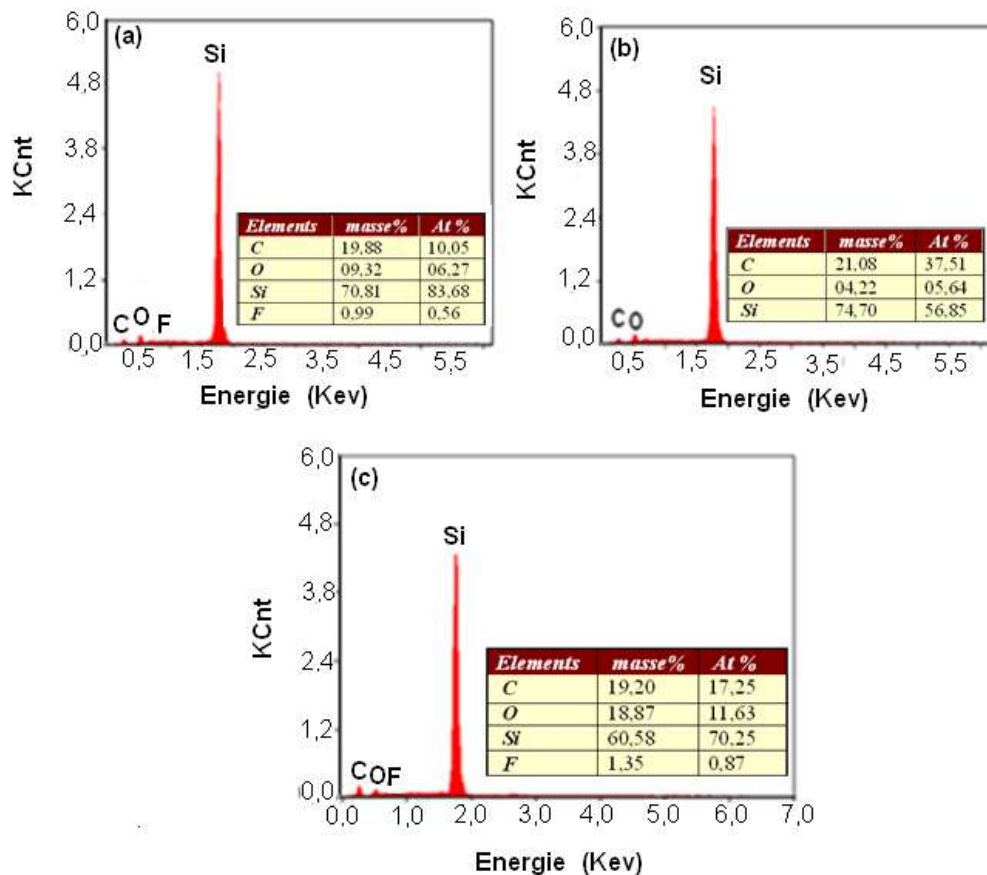 (a)
Si
6,0
4,8
3,8
2,4
1,2
0,0
KCnt
Elements masse% At %
C 19,88 10,05
O 09,32 06,27
Si 70,81 83,68
F 0,99 0,56
C O F
0,5 1,5 2,5 3,5 4,5 5,5
Energie (Kev)
(b)
Si
6,0
4,8
3,8
2,4
1,2
0,0
KCnt
Elements masse% At %
C 21,08 37,51
O 04,22 05,64
Si 74,70 56,85
C O
0,5 1,5 2,5 3,5 4,5 5,5
Energie (Kev)
(c)
Si
6,0
4,8
3,8
2,4
1,2
0,0
KCnt
Elements masse% At %
C 19,20 17,25
O 18,87 11,63
Si 60,58 70,25
F 1,35 0,87
C OF
0,0 1,0 2,0 3,0 4,0 5,0 6,0 7,0
Energie (Kev)